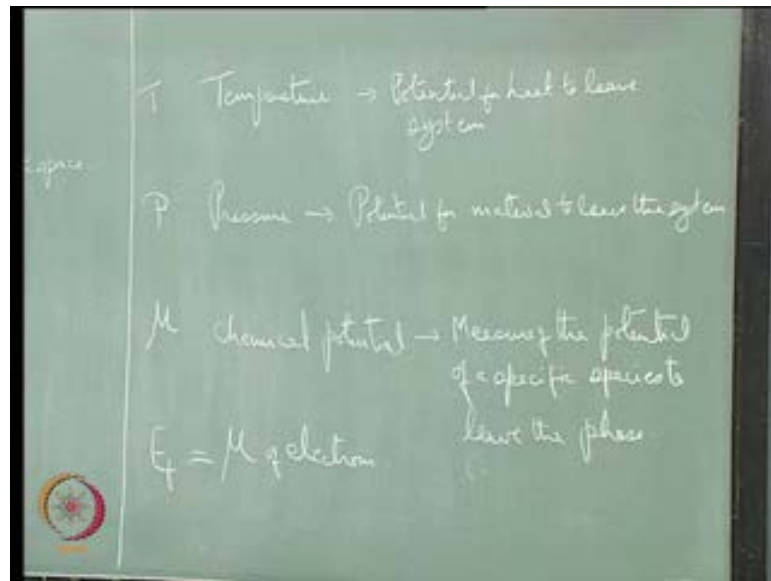 T Temperature → Potential for heat to leave
system
space
P Pressure → Potential for material to leave the system
μ chemical potential → Measure of the potential
of a specific species to
leave the phase
E_f = μ of electron